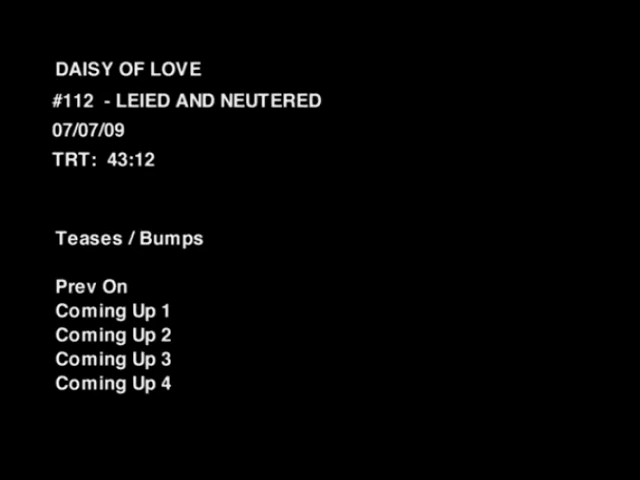 DAISY OF LOVE
#112 - LEIED AND NEUTERED
07/07/09
TRT: 43:12
Teases / Bumps
Prev On
Coming Up 1
Coming Up 2
Coming Up 3
Coming Up 4